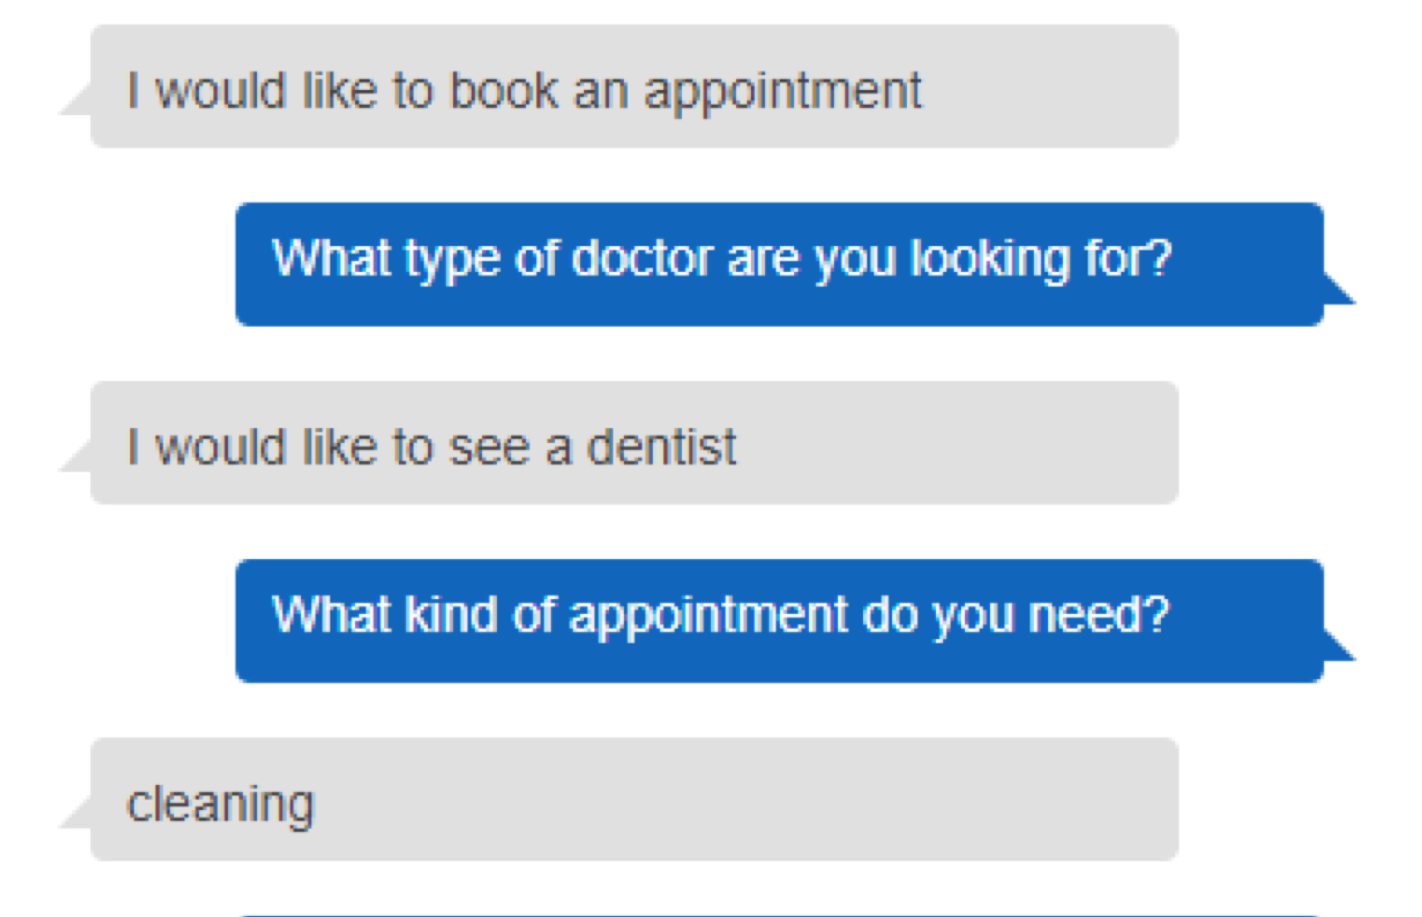 I would like to book an appointment
What type of doctor are you looking for?
I would like to see a dentist
What kind of appointment do you need?
cleaning